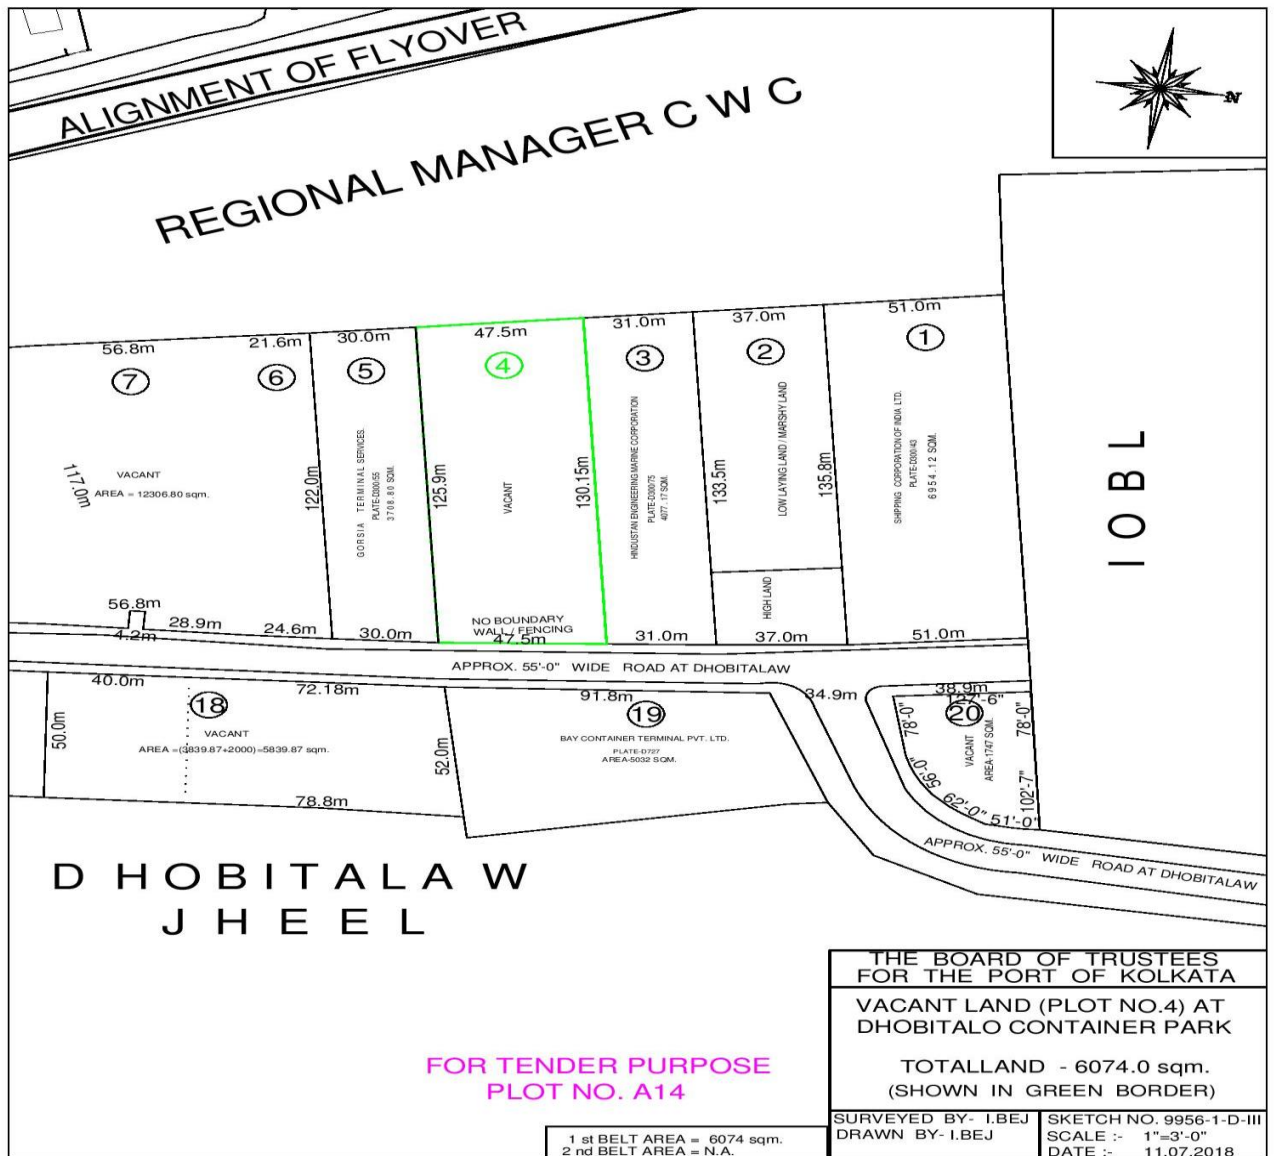 ALIGNMENT OF FLYOVER
REGIONAL MANAGER C W C
N
56.8m
21.6m
30.0m
47.5m
31.0m
37.0m
51.0m
7
6
5
4
3
2
1
117.0m
VACANT
AREA = 12306.80 sqm.
122.0m
GORSIA TERMINAL SERVICES.
PLATE-D300/55
3708.80 SQM.
125.9m
VACANT
130.15m
HINDUSTAN ENGINEERING MARINE CORPORATION
PLATE-D300/75
4077.17 SQM.
133.5m
LOW LAYING LAND / MARSHY LAND
135.8m
SHIPPING CORPORATION OF INDIA LTD.
PLATE-D300/43
6954.12 SQM.
I O B L
HIGH LAND
56.8m
4.2m
28.9m
24.6m
30.0m
NO BOUNDARY
WALL / FENCING
47.5m
31.0m
37.0m
51.0m
APPROX. 55'-0" WIDE ROAD AT DHOBITALAW
40.0m
72.18m
91.8m
34.9m
38.9m
127'-6"
18
19
20
50.0m
VACANT
AREA =(3839.87+2000)=5839.87 sqm.
52.0m
BAY CONTAINER TERMINAL PVT. LTD.
PLATE-D727
AREA-5032 SQM.
78'-0"
VACANT
AREA-1747 SQM.
78'-0"
56'-0"
62'-0"
51'-0"
102'-7"
78.8m
APPROX. 55'-0" WIDE ROAD AT DHOBITALAW
D HOBITALA W
J H E E L
THE BOARD OF TRUSTEES
FOR THE PORT OF KOLKATA
VACANT LAND (PLOT NO.4) AT
DHOBITALO CONTAINER PARK
TOTALLAND - 6074.0 sqm.
(SHOWN IN GREEN BORDER)
FOR TENDER PURPOSE
PLOT NO. A14
SURVEYED BY- I.BEJ
DRAWN BY- I.BEJ
SKETCH NO. 9956-1-D-III
SCALE :- 1"=3'-0"
DATE :- 11.07.2018
1 st BELT AREA = 6074 sqm.
2 nd BELT AREA = N.A.